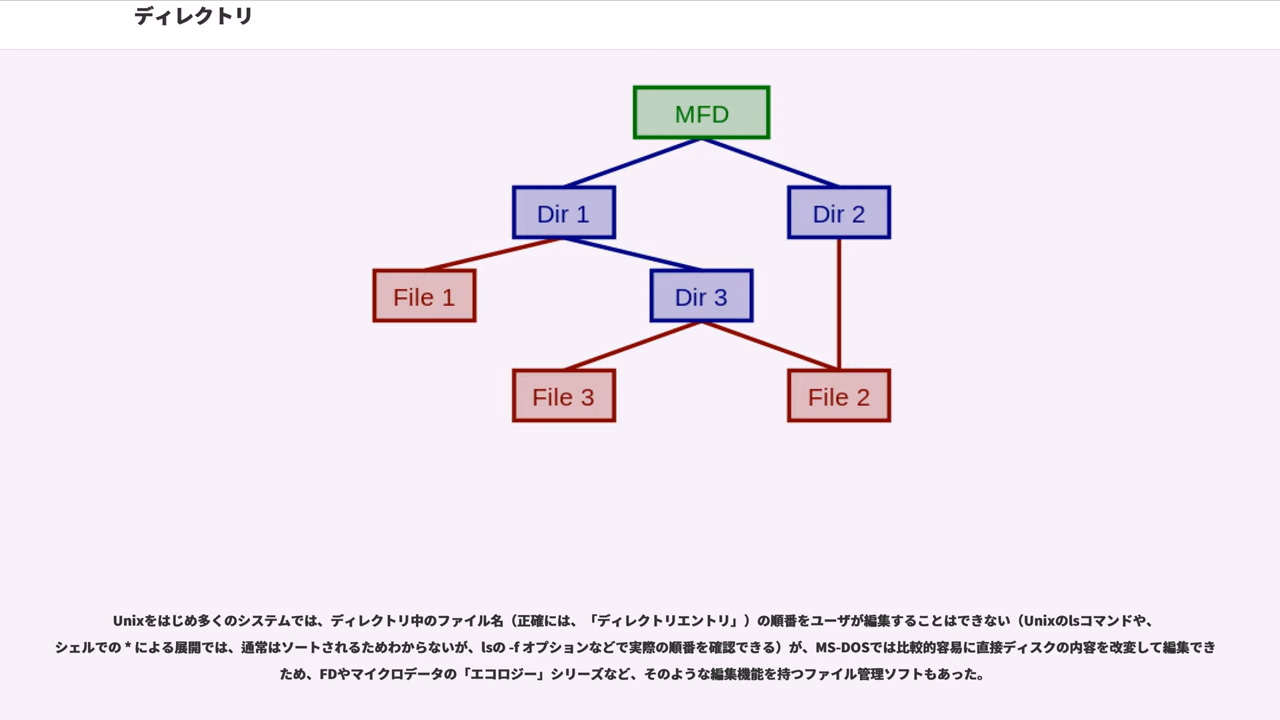 ディレクトリ
MFD
Dir 1
Dir 2
File 1
Dir 3
File 3
File 2
Unixをはじめ多くのシステムでは、ディレクトリ中のファイル名（正確には、「ディレクトリエントリ」）の順番をユーザが編集することはできない（Unixのlsコマンドや、
シェルでの * による展開では、通常はソートされるためわからないが、lsの -f オプションなどで実際の順番を確認できる）が、MS-DOSでは比較的容易に直接ディスクの内容を改変して編集でき
ため、FDやマイクロデータの「エコロジー」シリーズなど、そのような編集機能を持つファイル管理ソフトもあった。